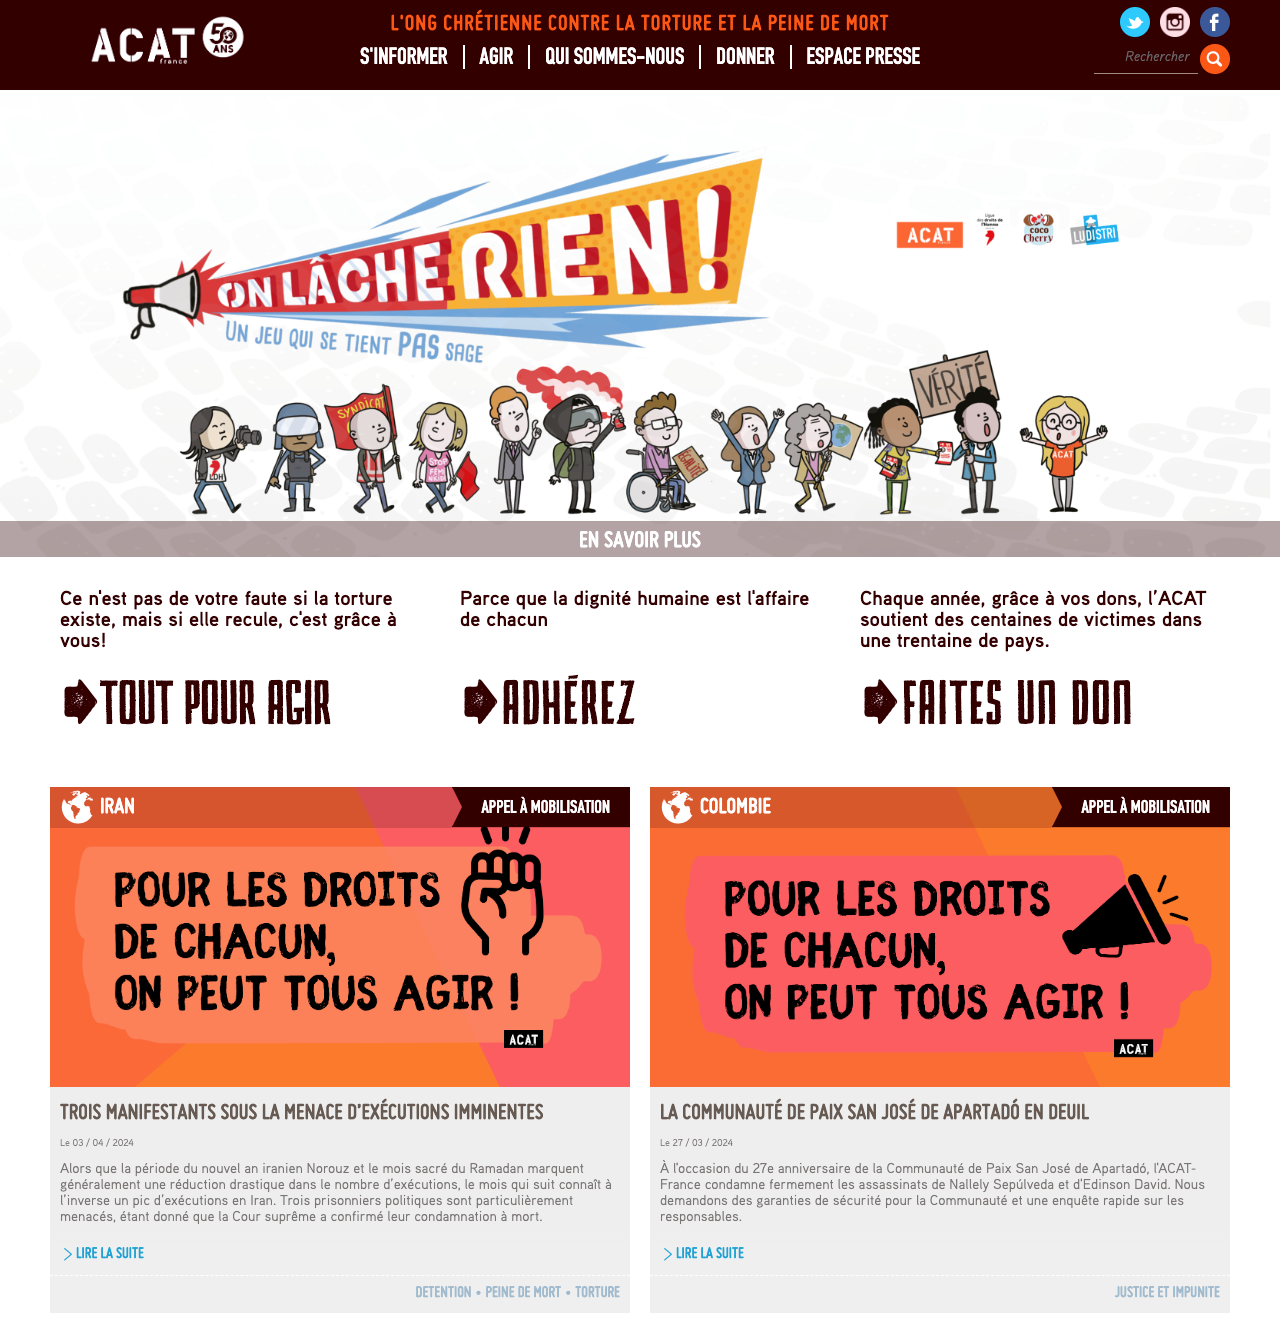 ACAT
france
50
ANS
L'ONG CHRÉTIENNE CONTRE LA TORTURE ET LA PEINE DE MORT
S'INFORMER AGIR QUI SOMMES-NOUS DONNER ESPACE PRESSE
Rechercher
ON LÂCHE RIEN !
UN JEU QUI SE TIENT PAS SAGE
ACAT
Ligue
des droits de
l'Homme
COCO
Cherry
LUDISTRI
LDH
SYNDICAT
ÉGALITÉ
VÉRITÉ
ACAT
EN SAVOIR PLUS
Ce n'est pas de votre faute si la torture
existe, mais si elle recule, c'est grâce à
vous!
TOUT POUR AGIR
Parce que la dignité humaine est l'affaire
de chacun
ADHÉREZ
Chaque année, grâce à vos dons, l’ACAT
soutient des centaines de victimes dans
une trentaine de pays.
FAITES UN DON
IRAN
APPEL À MOBILISATION
POUR LES DROITS
DE CHACUN,
ON PEUT TOUS AGIR !
ACAT
TROIS MANIFESTANTS SOUS LA MENACE D’EXÉCUTIONS IMMINENTES
Le 03 / 04 / 2024
Alors que la période du nouvel an iranien Norouz et le mois sacré du Ramadan marquent
généralement une réduction drastique dans le nombre d’exécutions, le mois qui suit connaît à
l’inverse un pic d’exécutions en Iran. Trois prisonniers politiques sont particulièrement
menacés, étant donné que la Cour suprême a confirmé leur condamnation à mort.
LIRE LA SUITE
DETENTION • PEINE DE MORT • TORTURE
COLOMBIE
APPEL À MOBILISATION
POUR LES DROITS
DE CHACUN,
ON PEUT TOUS AGIR !
ACAT
LA COMMUNAUTÉ DE PAIX SAN JOSÉ DE APARTADÓ EN DEUIL
Le 27 / 03 / 2024
À l'occasion du 27e anniversaire de la Communauté de Paix San José de Apartadó, l'ACAT-
France condamne fermement les assassinats de Nallely Sepúlveda et d'Edinson David. Nous
demandons des garanties de sécurité pour la Communauté et une enquête rapide sur les
responsables.
LIRE LA SUITE
JUSTICE ET IMPUNITE